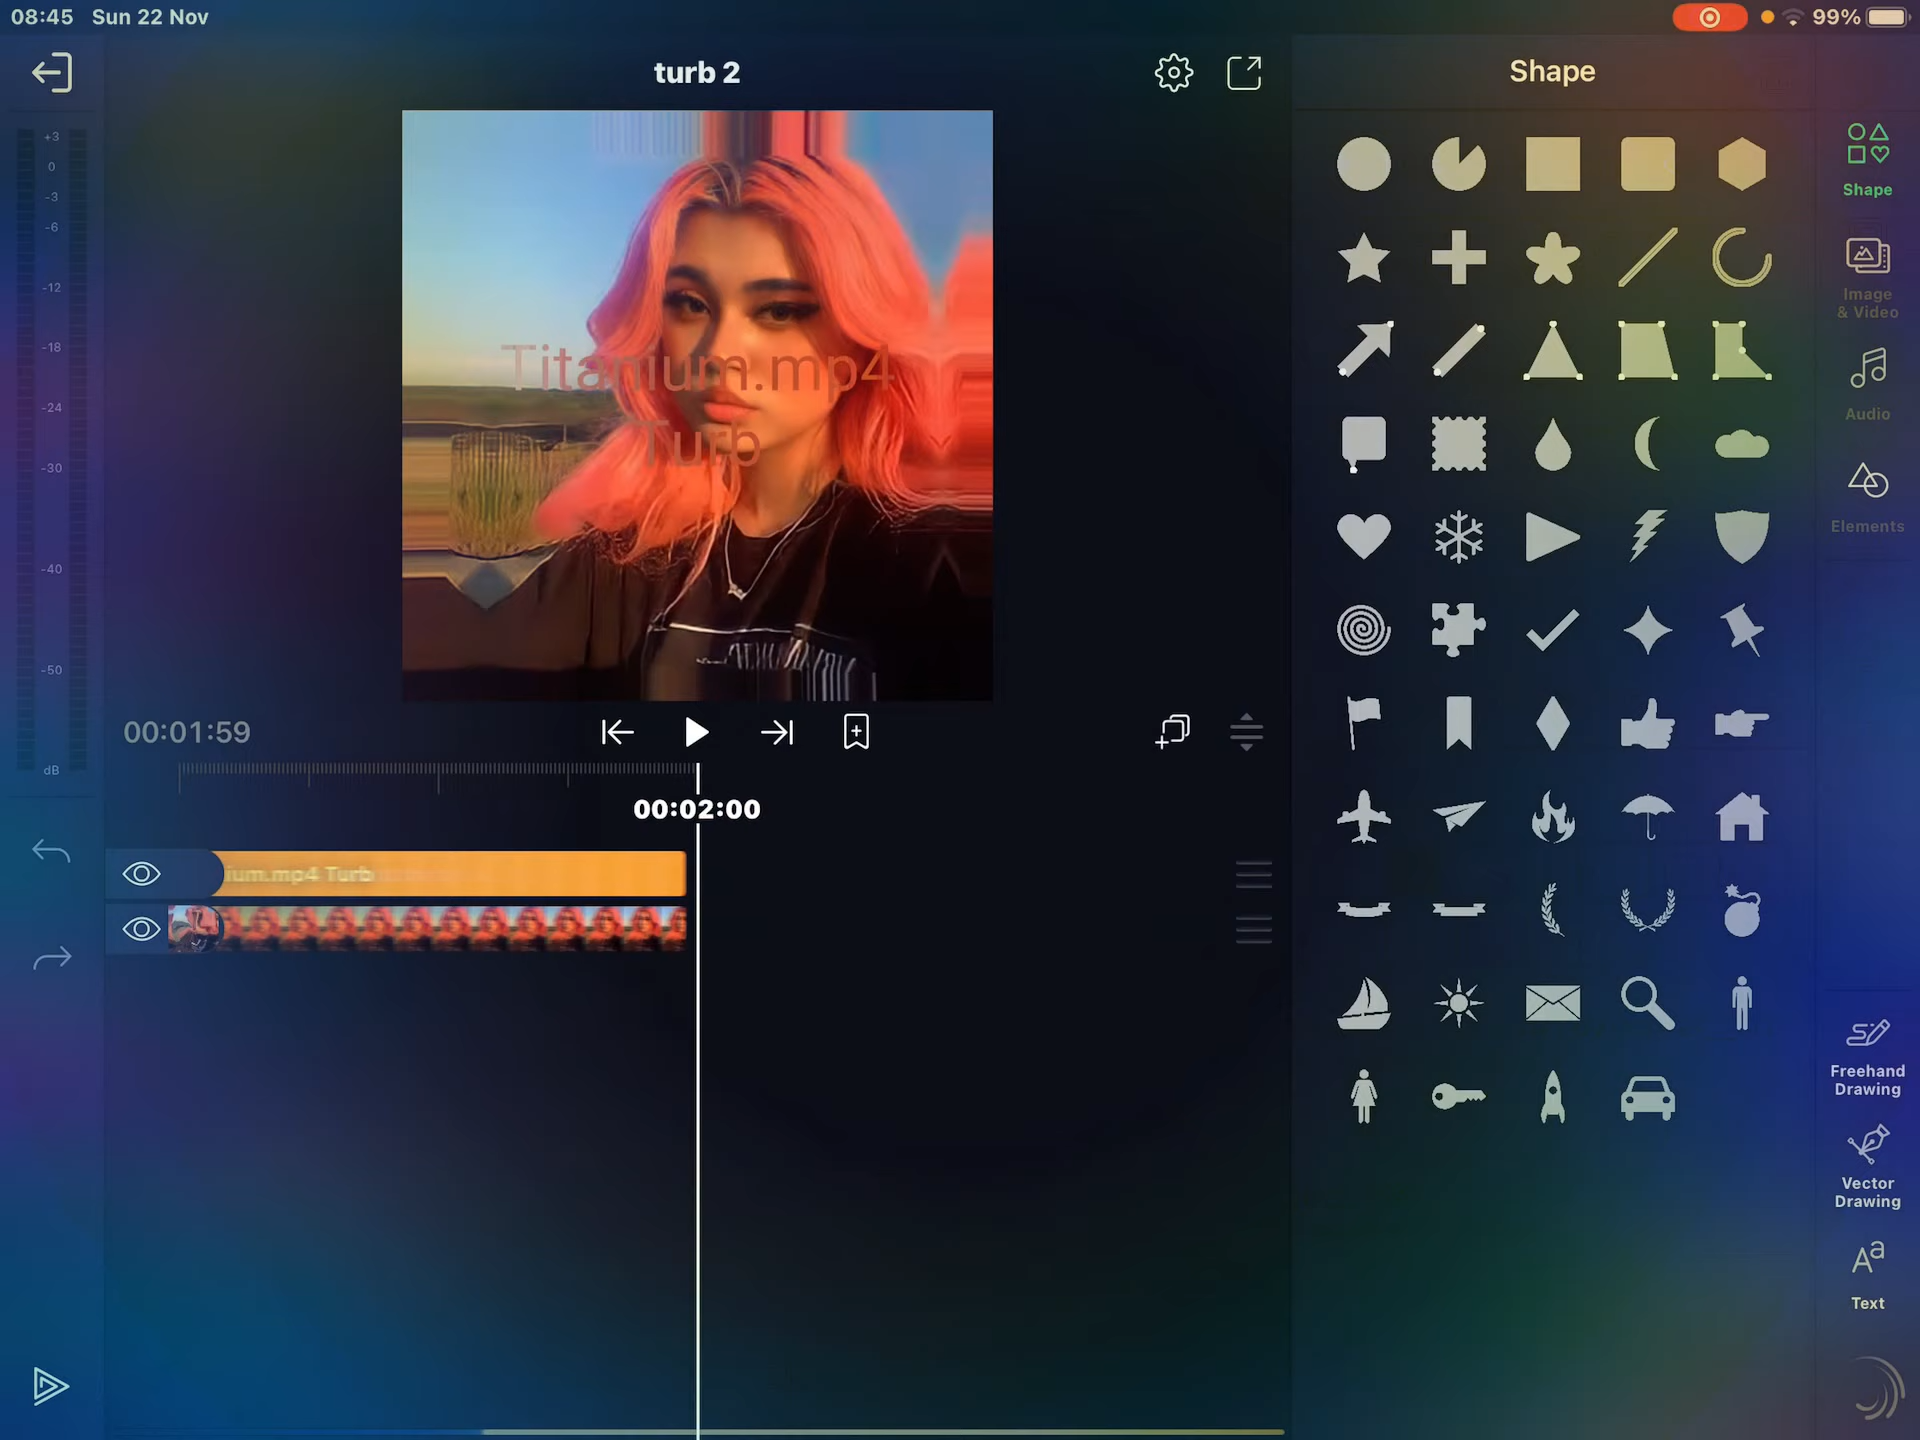 08:45 Sun 22 Nov
99%
turb 2
Shape
+3
0
-3
-6
-12
-18
-24
-30
-40
-50
dB
Titanium.mp4
Turb
Shape
Image
& Video
Audio
Elements
00:01:59
00:02:00
ium.mp4 Turb
Freehand
Drawing
Vector
Drawing
Aa
Text